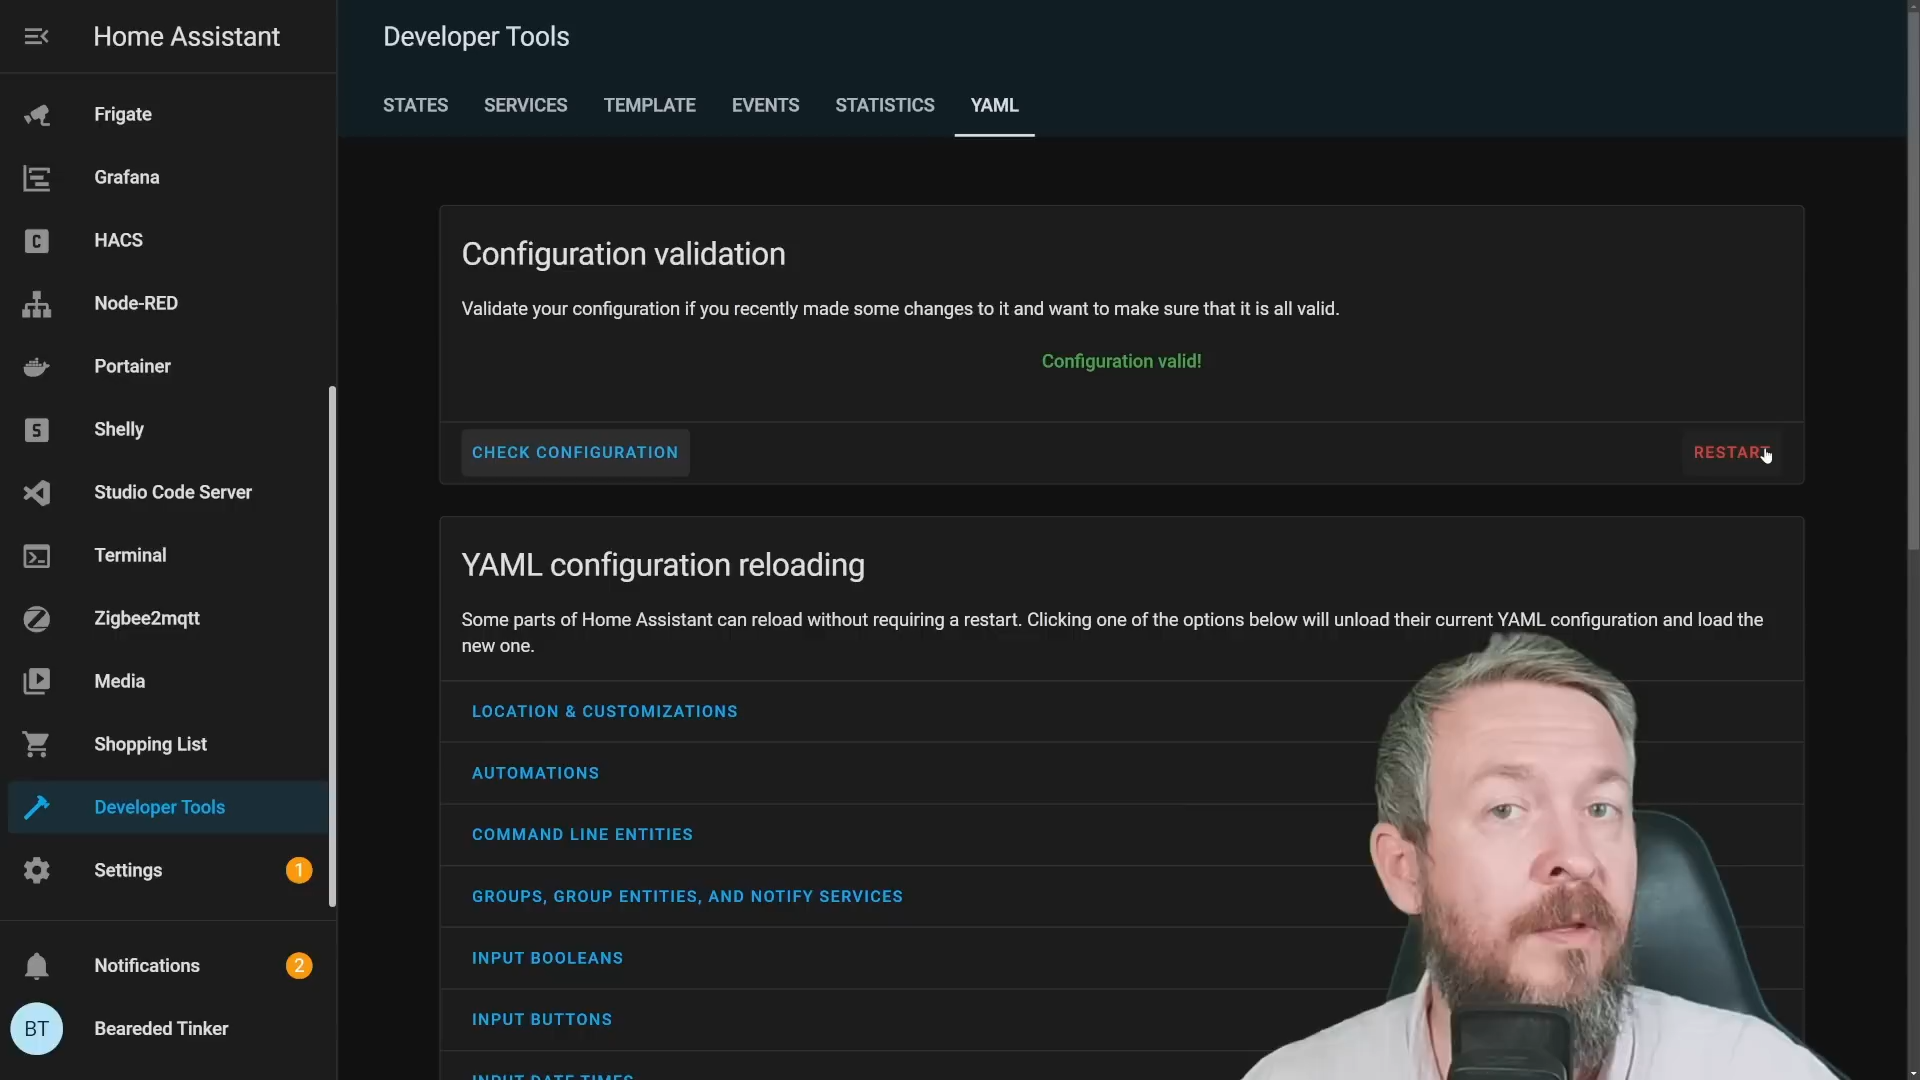 Home Assistant
Frigate
Grafana
HACS
Node-RED
Portainer
Shelly
Studio Code Server
Terminal
Zigbee2mqtt
Media
Shopping List
Developer Tools
Settings 1
Notifications 2
BT Beareded Tinker
Developer Tools
STATES SERVICES TEMPLATE EVENTS STATISTICS YAML
Configuration validation
Validate your configuration if you recently made some changes to it and want to make sure that it is all valid.
Configuration valid!
CHECK CONFIGURATION RESTART
YAML configuration reloading
Some parts of Home Assistant can reload without requiring a restart. Clicking one of the options below will unload their current YAML configuration and load the
new one.
LOCATION & CUSTOMIZATIONS
AUTOMATIONS
COMMAND LINE ENTITIES
GROUPS, GROUP ENTITIES, AND NOTIFY SERVICES
INPUT BOOLEANS
INPUT BUTTONS
INPUT DATE TIMES